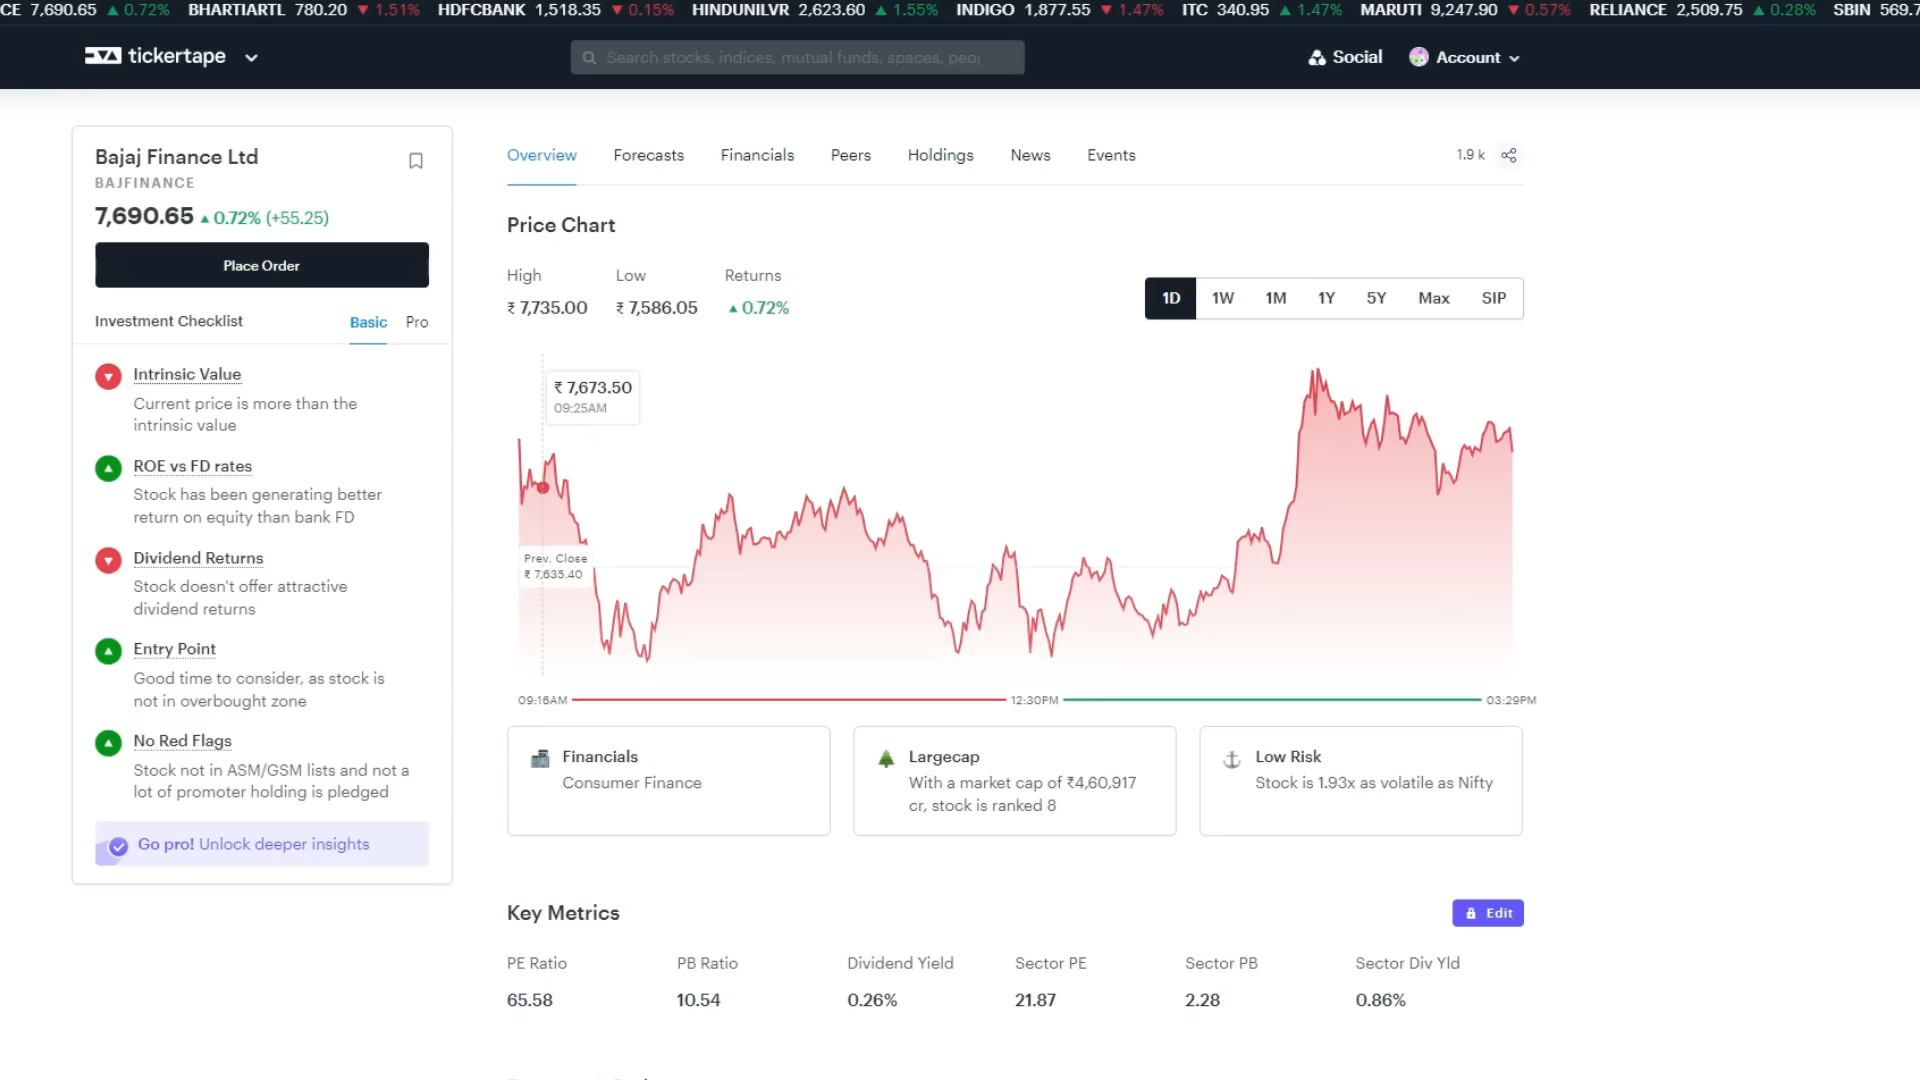 CE 7,690.65 ▲ 0.72% BHARTIARTL 780.20 ▼ 1.51% HDFCBANK 1,518.35 ▼ 0.15% HINDUNILVR 2,623.60 ▲ 1.55% INDIGO 1,877.55 ▼ 1.47% ITC 340.95 ▲ 1.47% MARUTI 9,247.90 ▼ 0.57% RELIANCE 2,509.75 ▲ 0.28% SBIN 569.7
tickertape
Search stocks, indices, mutual funds, spaces, peo
Social
Account
Bajaj Finance Ltd
BAJFINANCE
7,690.65 ▲ 0.72% (+55.25)
Place Order
Investment Checklist
Basic Pro
Intrinsic Value
Current price is more than the
intrinsic value
ROE vs FD rates
Stock has been generating better
return on equity than bank FD
Dividend Returns
Stock doesn't offer attractive
dividend returns
Entry Point
Good time to consider, as stock is
not in overbought zone
No Red Flags
Stock not in ASM/GSM lists and not a
lot of promoter holding is pledged
Go pro! Unlock deeper insights
Overview Forecasts Financials Peers Holdings News Events
1.9 k
Price Chart
High Low Returns
₹ 7,735.00 ₹ 7,586.05 ▲ 0.72%
1D 1W 1M 1Y 5Y Max SIP
₹ 7,673.50
09:25AM
Prev. Close
₹ 7,635.40
09:16AM 12:30PM 03:29PM
Financials
Consumer Finance
Largecap
With a market cap of ₹4,60,917
cr, stock is ranked 8
Low Risk
Stock is 1.93x as volatile as Nifty
Key Metrics
Edit
PE Ratio PB Ratio Dividend Yield Sector PE Sector PB Sector Div Yld
65.58 10.54 0.26% 21.87 2.28 0.86%